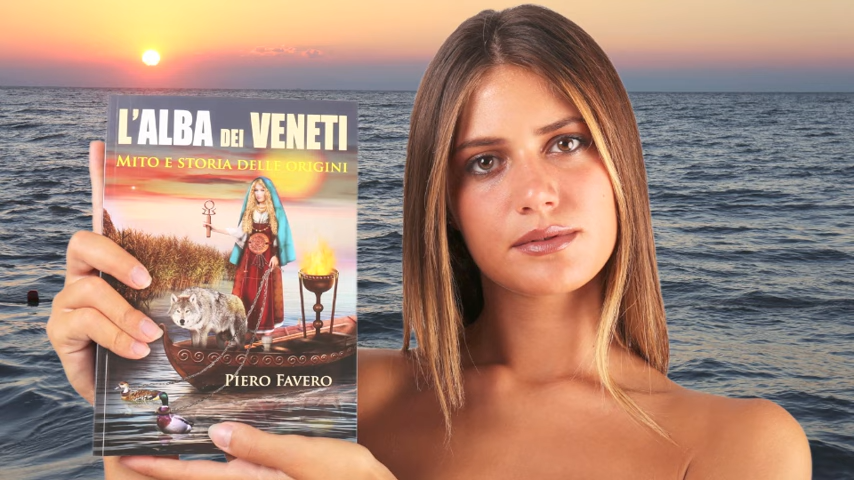 L'ALBA DEI VENETI
MITO E STORIA DELLE ORIGINI
PIERO FAVERO